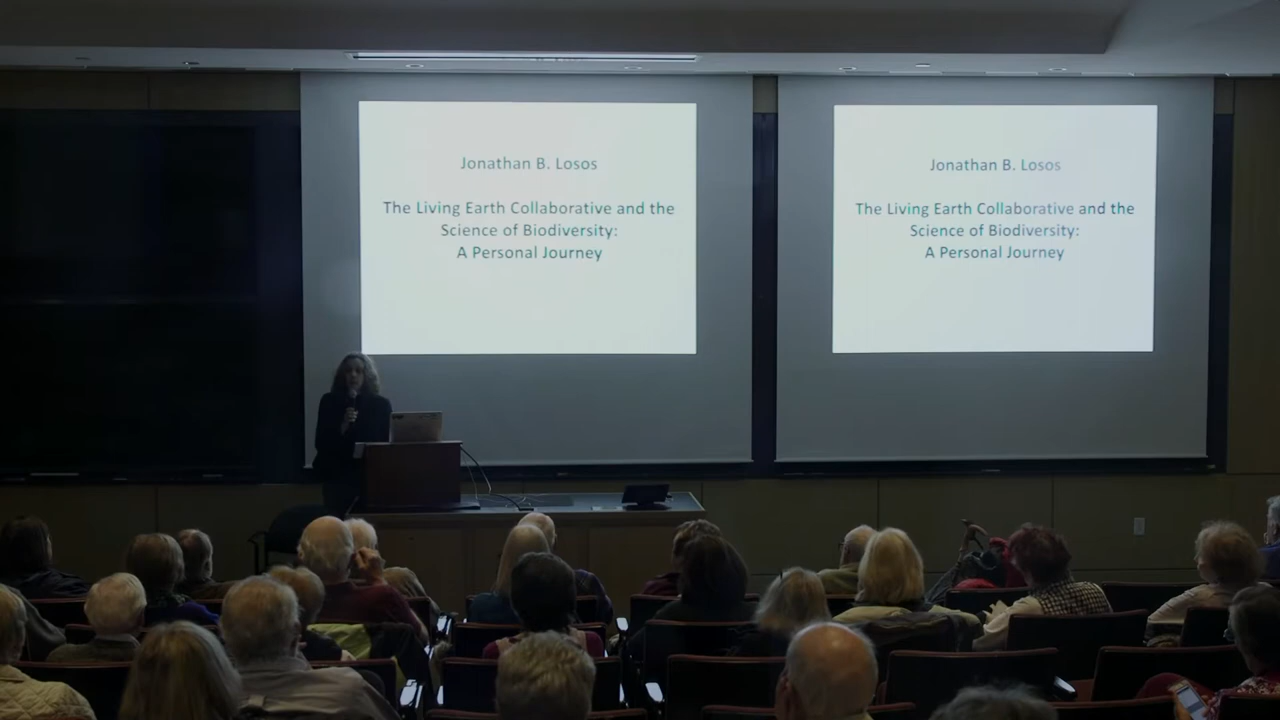 Jonathan B. Losos
The Living Earth Collaborative and the
Science of Biodiversity:
A Personal Journey
Jonathan B. Losos
The Living Earth Collaborative and the
Science of Biodiversity:
A Personal Journey